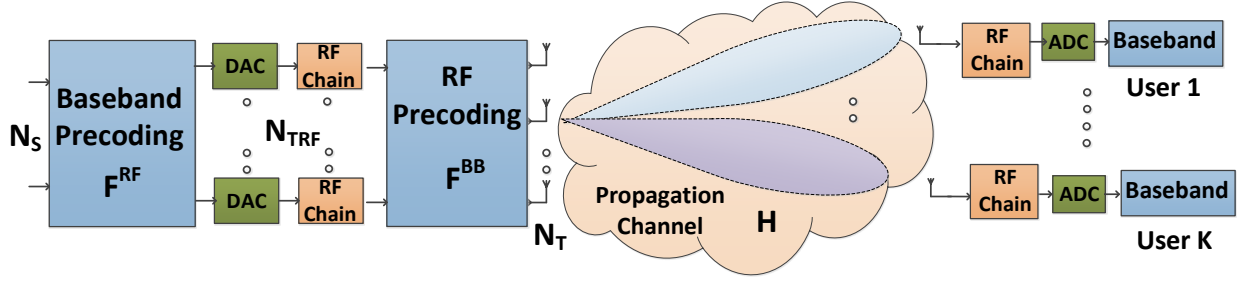 N_S
Baseband
Precoding
F^RF
DAC
RF
Chain
N_TRF
DAC
RF
Chain
RF
Precoding
F^BB
N_T
Propagation
Channel
H
RF
Chain
ADC
Baseband
User 1
RF
Chain
ADC
Baseband
User K